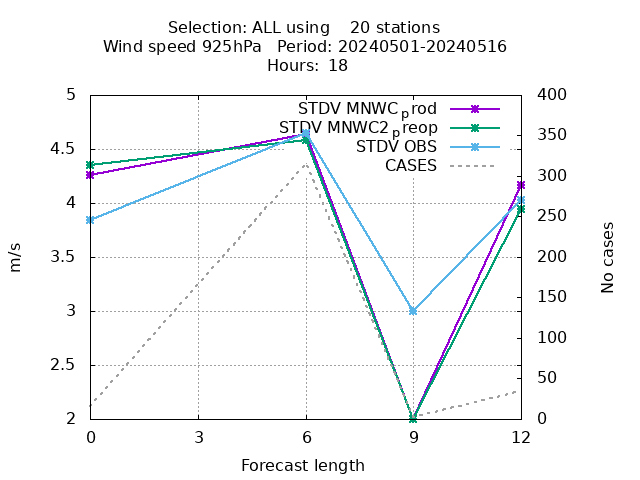 Selection: ALL using    20 stations
Wind speed 925hPa   Period: 20240501-20240516
Hours: 18
STDV MNWC_prod
STDV MNWC2_preop
STDV OBS
CASES
5
4.5
4
3.5
3
2.5
2
m/s
400
350
300
250
200
150
100
50
0
No cases
0 3 6 9 12
Forecast length